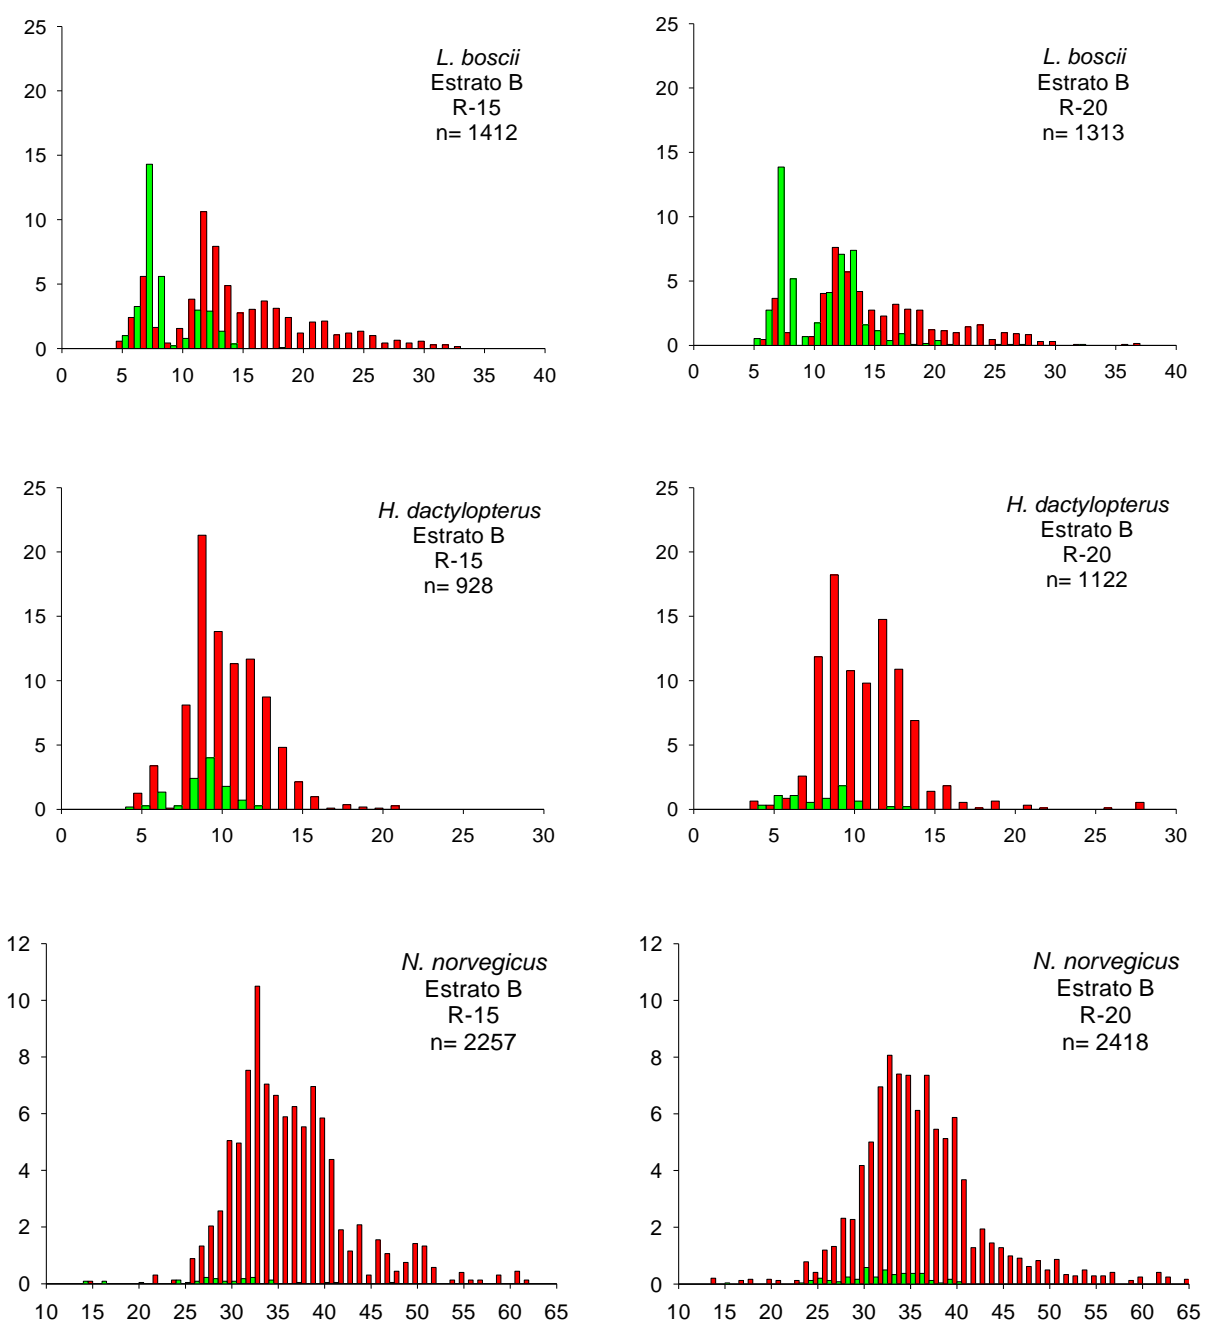 25
20
15
10
5
0
0 5 10 15 20 25 30 35 40
L. boscii
Estrato B
R-15
n= 1412
25
20
15
10
5
0
0 5 10 15 20 25 30 35 40
L. boscii
Estrato B
R-20
n= 1313
25
20
15
10
5
0
0 5 10 15 20 25 30
H. dactylopterus
Estrato B
R-15
n= 928
25
20
15
10
5
0
0 5 10 15 20 25 30
H. dactylopterus
Estrato B
R-20
n= 1122
12
10
8
6
4
2
0
10 15 20 25 30 35 40 45 50 55 60 65
N. norvegicus
Estrato B
R-15
n= 2257
12
10
8
6
4
2
0
10 15 20 25 30 35 40 45 50 55 60 65
N. norvegicus
Estrato B
R-20
n= 2418